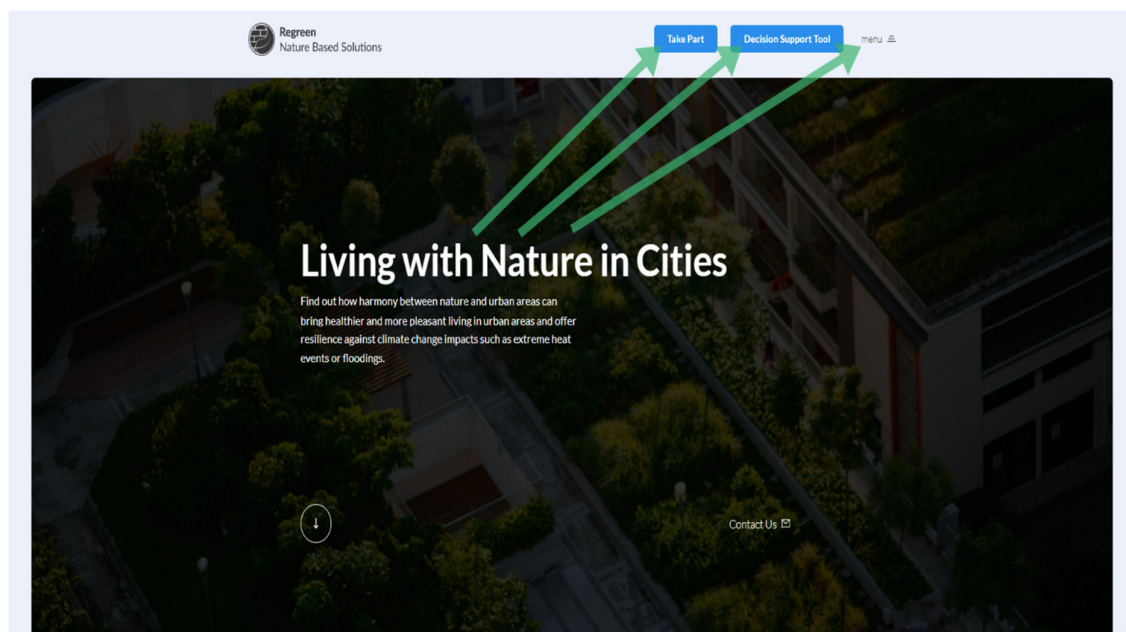 Regreen
Nature Based Solutions
Take Part
Decision Support Tool
menu
Living with Nature in Cities
Find out how harmony between nature and urban areas can
bring healthier and more pleasant living in urban areas and offer
resilience against climate change impacts such as extreme heat
events or floodings.
Contact Us